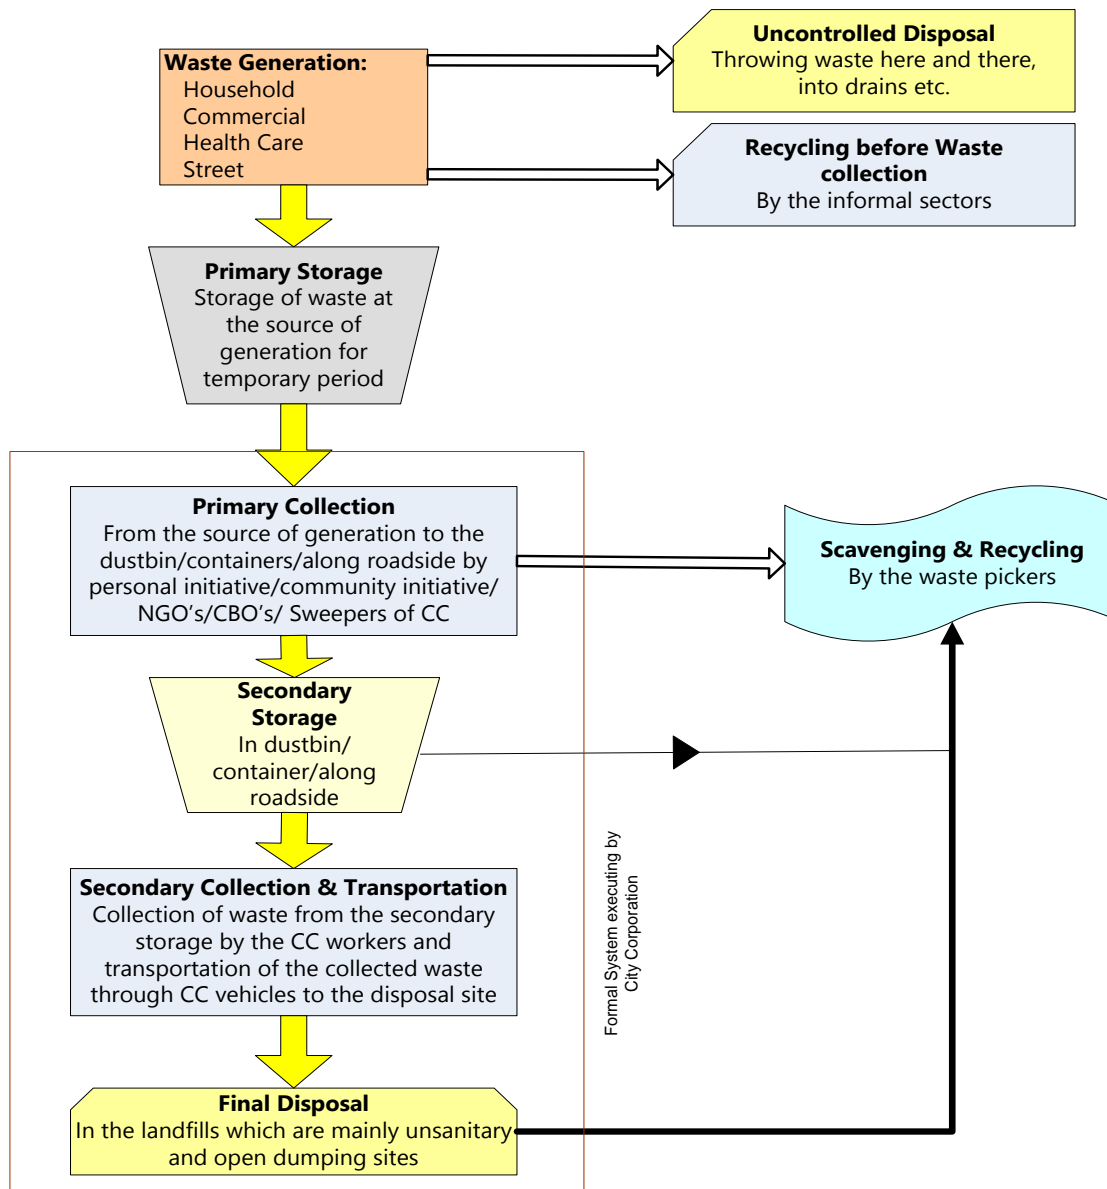 Uncontrolled Disposal
Throwing waste here and there,
into drains etc.
Waste Generation:
Household
Commercial
Health Care
Street
Recycling before Waste
collection
By the informal sectors
Primary Storage
Storage of waste at
the source of
generation for
temporary period
Primary Collection
From the source of generation to the
dustbin/containers/along roadside by
personal initiative/community initiative/
NGO's/CBO's/ Sweepers of CC
Scavenging & Recycling
By the waste pickers
Secondary
Storage
In dustbin/
container/along
roadside
Formal System executing by
City Corporation
Secondary Collection & Transportation
Collection of waste from the secondary
storage by the CC workers and
transportation of the collected waste
through CC vehicles to the disposal site
Final Disposal
In the landfills which are mainly unsanitary
and open dumping sites